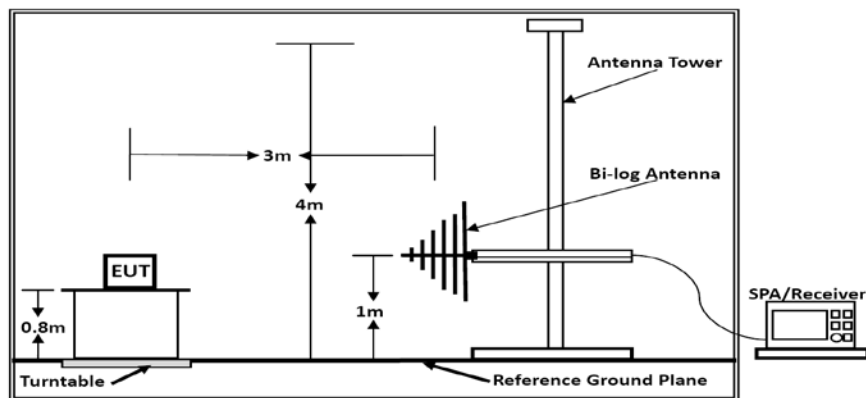 Antenna Tower
3m
Bi-log Antenna
4m
EUT
1m
0.8m
SPA/Receiver
Turntable
Reference Ground Plane